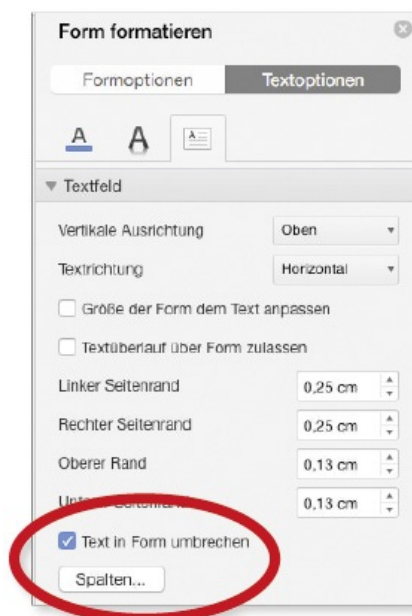 Form formatieren
Formoptionen Textoptionen
A A
Textfeld
Vertikale Ausrichtung Oben
Textrichtung Horizontal
Größe der Form dem Text anpassen
Textüberlauf über Form zulassen
Linker Seitenrand 0,25 cm
Rechter Seitenrand 0,25 cm
Oberer Rand 0,13 cm
0,13 cm
Text in Form umbrechen
Spalten...